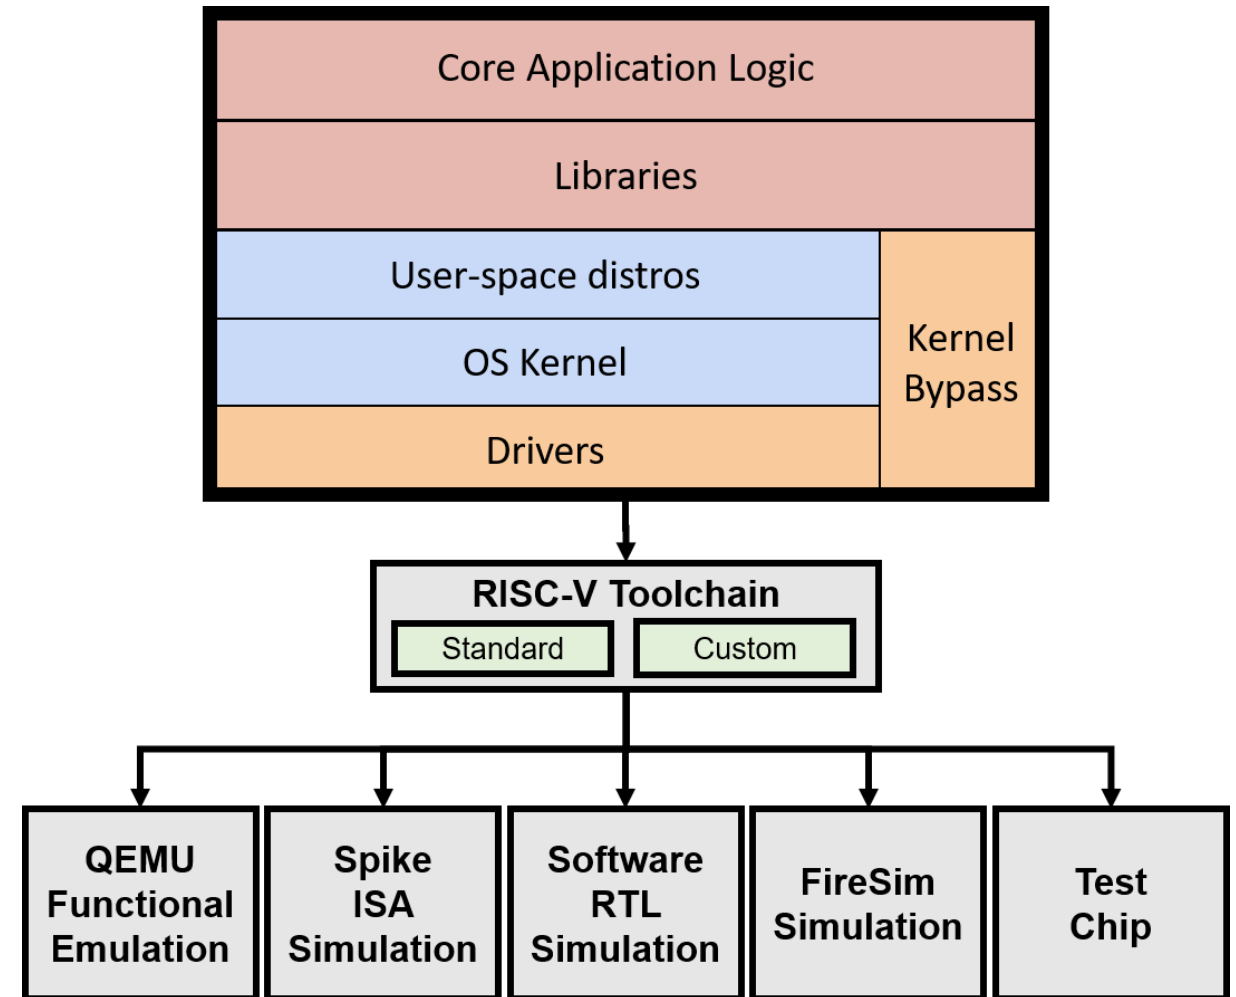 Core Application Logic
Libraries
User-space distros
OS Kernel
Drivers
Kernel
Bypass
RISC-V Toolchain
Standard
Custom
QEMU
Functional
Emulation
Spike
ISA
Simulation
Software
RTL
Simulation
FireSim
Simulation
Test
Chip